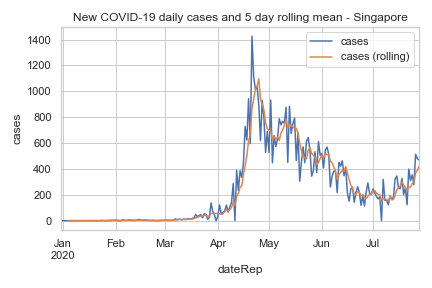 New COVID-19 daily cases and 5 day rolling mean - Singapore
cases
cases (rolling)
1400
1200
1000
800
600
400
200
0
cases
Jan
2020
Feb
Mar
Apr
May
Jun
Jul
dateRep